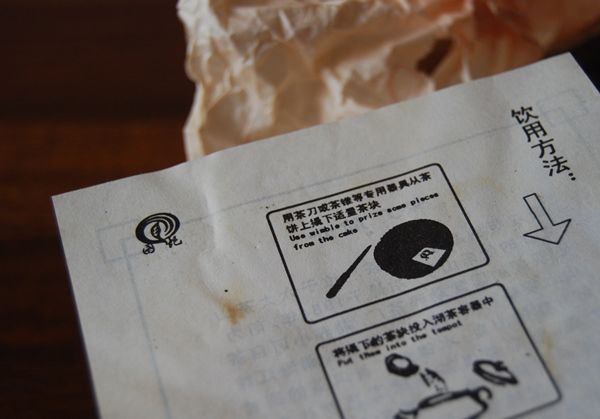 饮用方法:
用茶刀或茶锥等专用器具从茶
饼上撬下适量茶块
Use wimble to prize some pieces
from the cake
将撬下的茶块投入泡茶容器中
Put them into the teapot